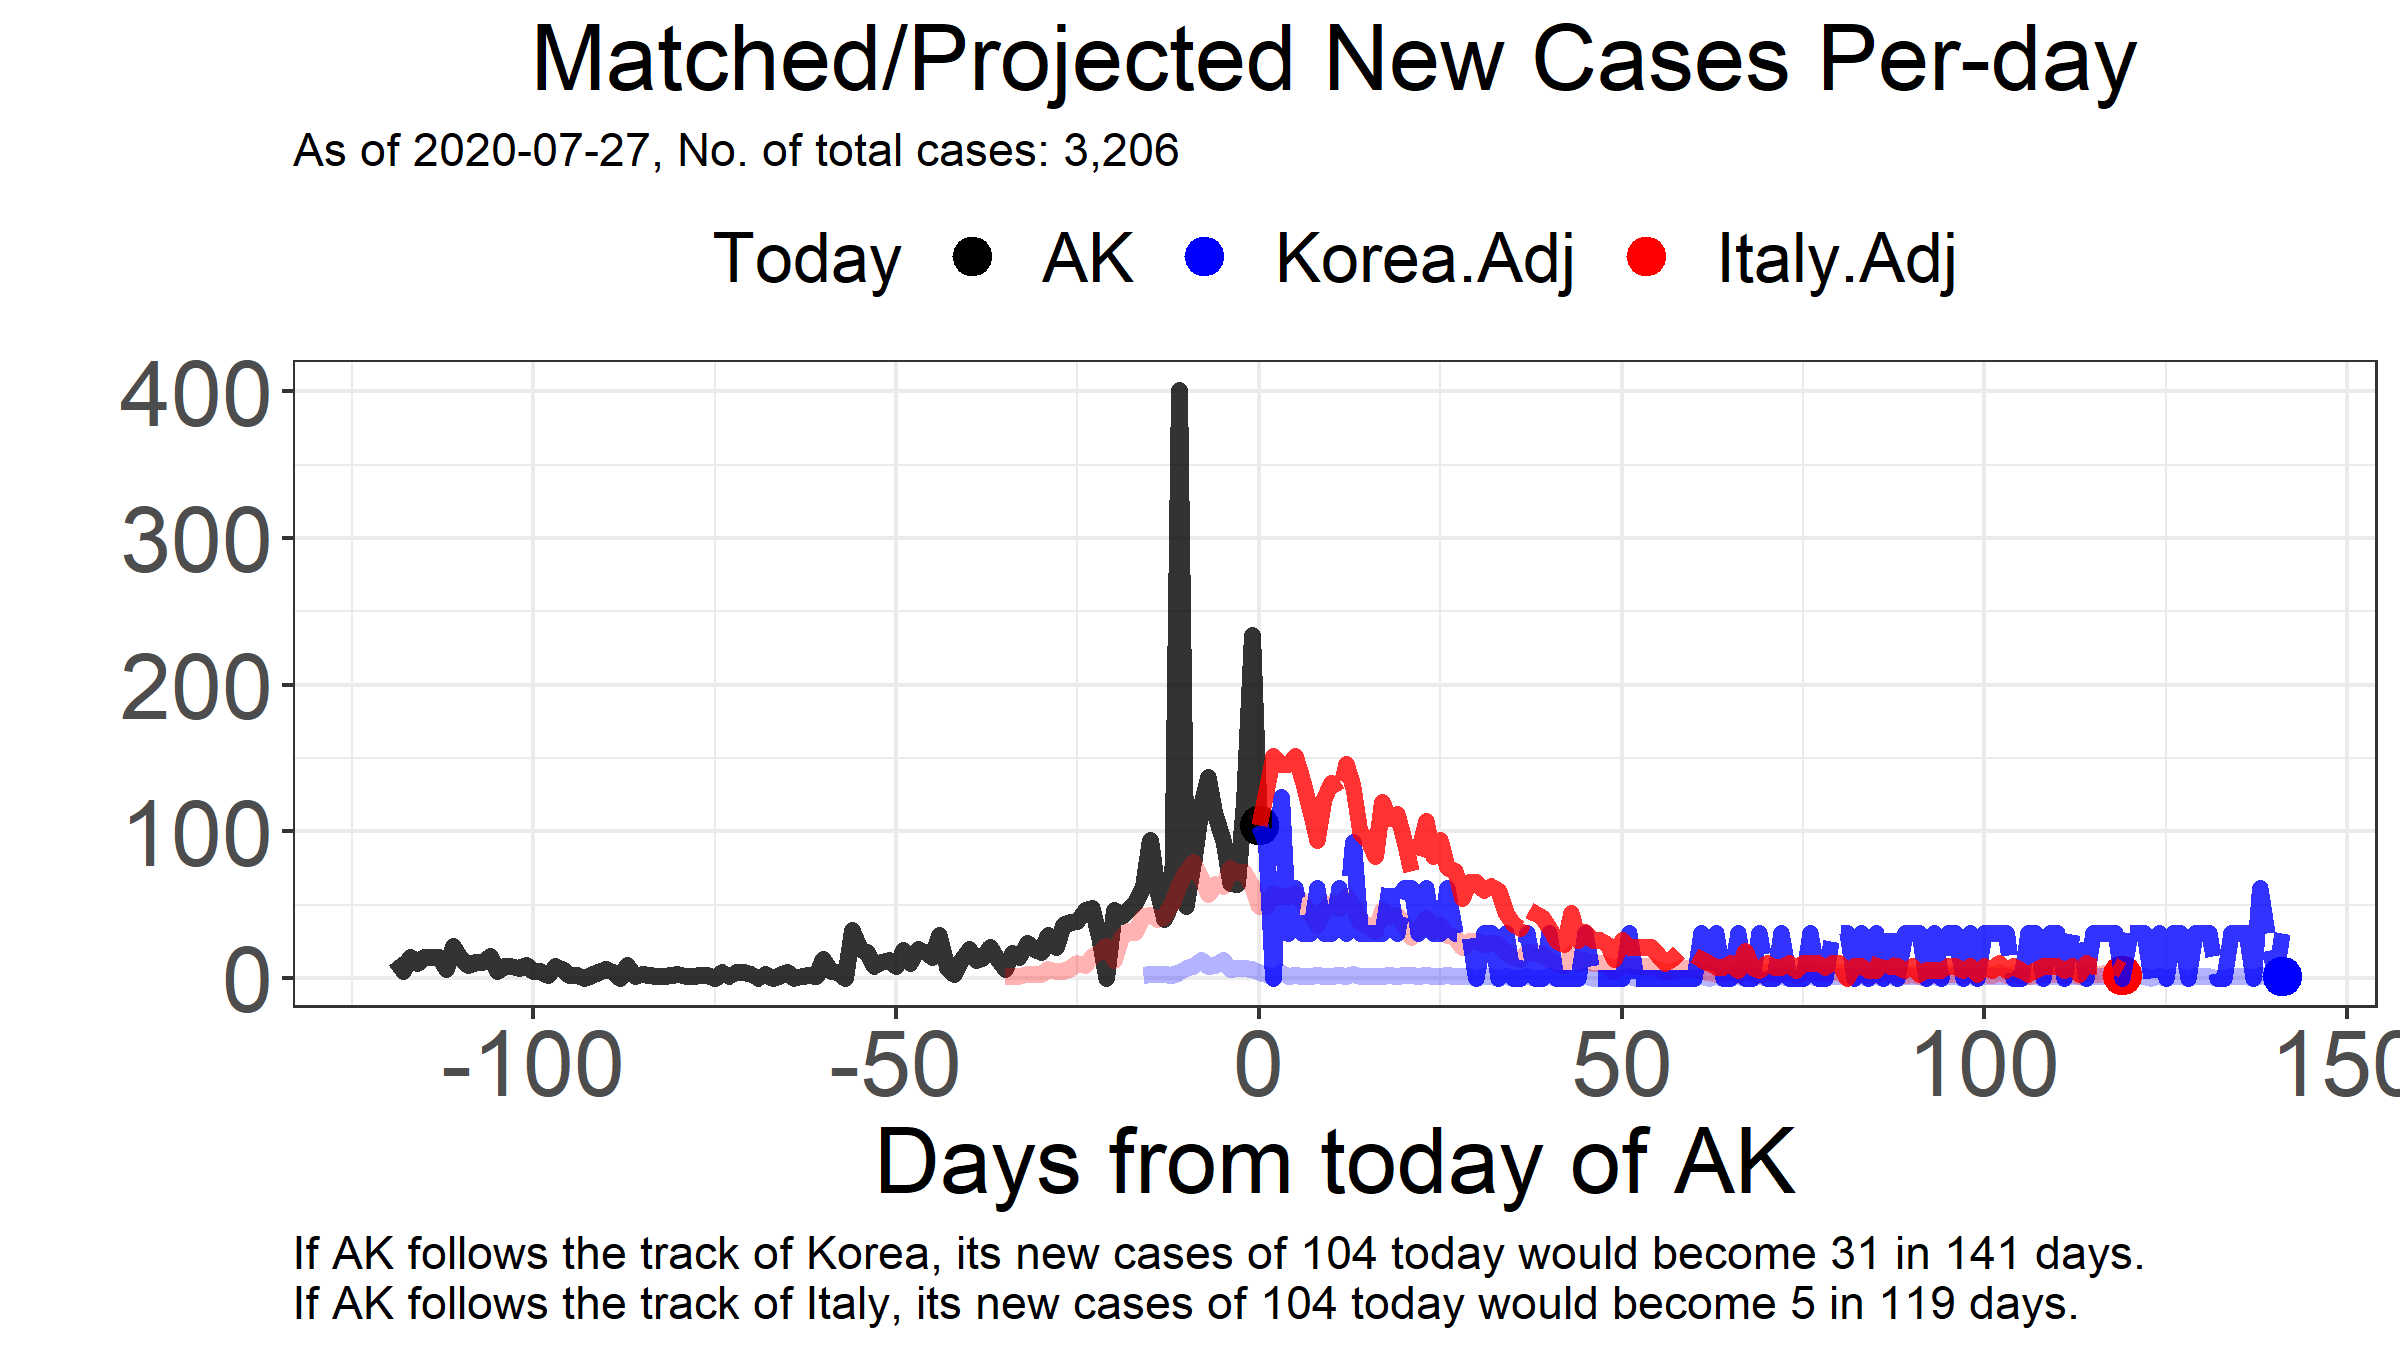 Matched/Projected New Cases Per-day
As of 2020-07-27, No. of total cases: 3,206
Today AK Korea.Adj Italy.Adj
400
300
200
100
0
-100 -50 0 50 100 150
Days from today of AK
If AK follows the track of Korea, its new cases of 104 today would become 31 in 141 days.
If AK follows the track of Italy, its new cases of 104 today would become 5 in 119 days.